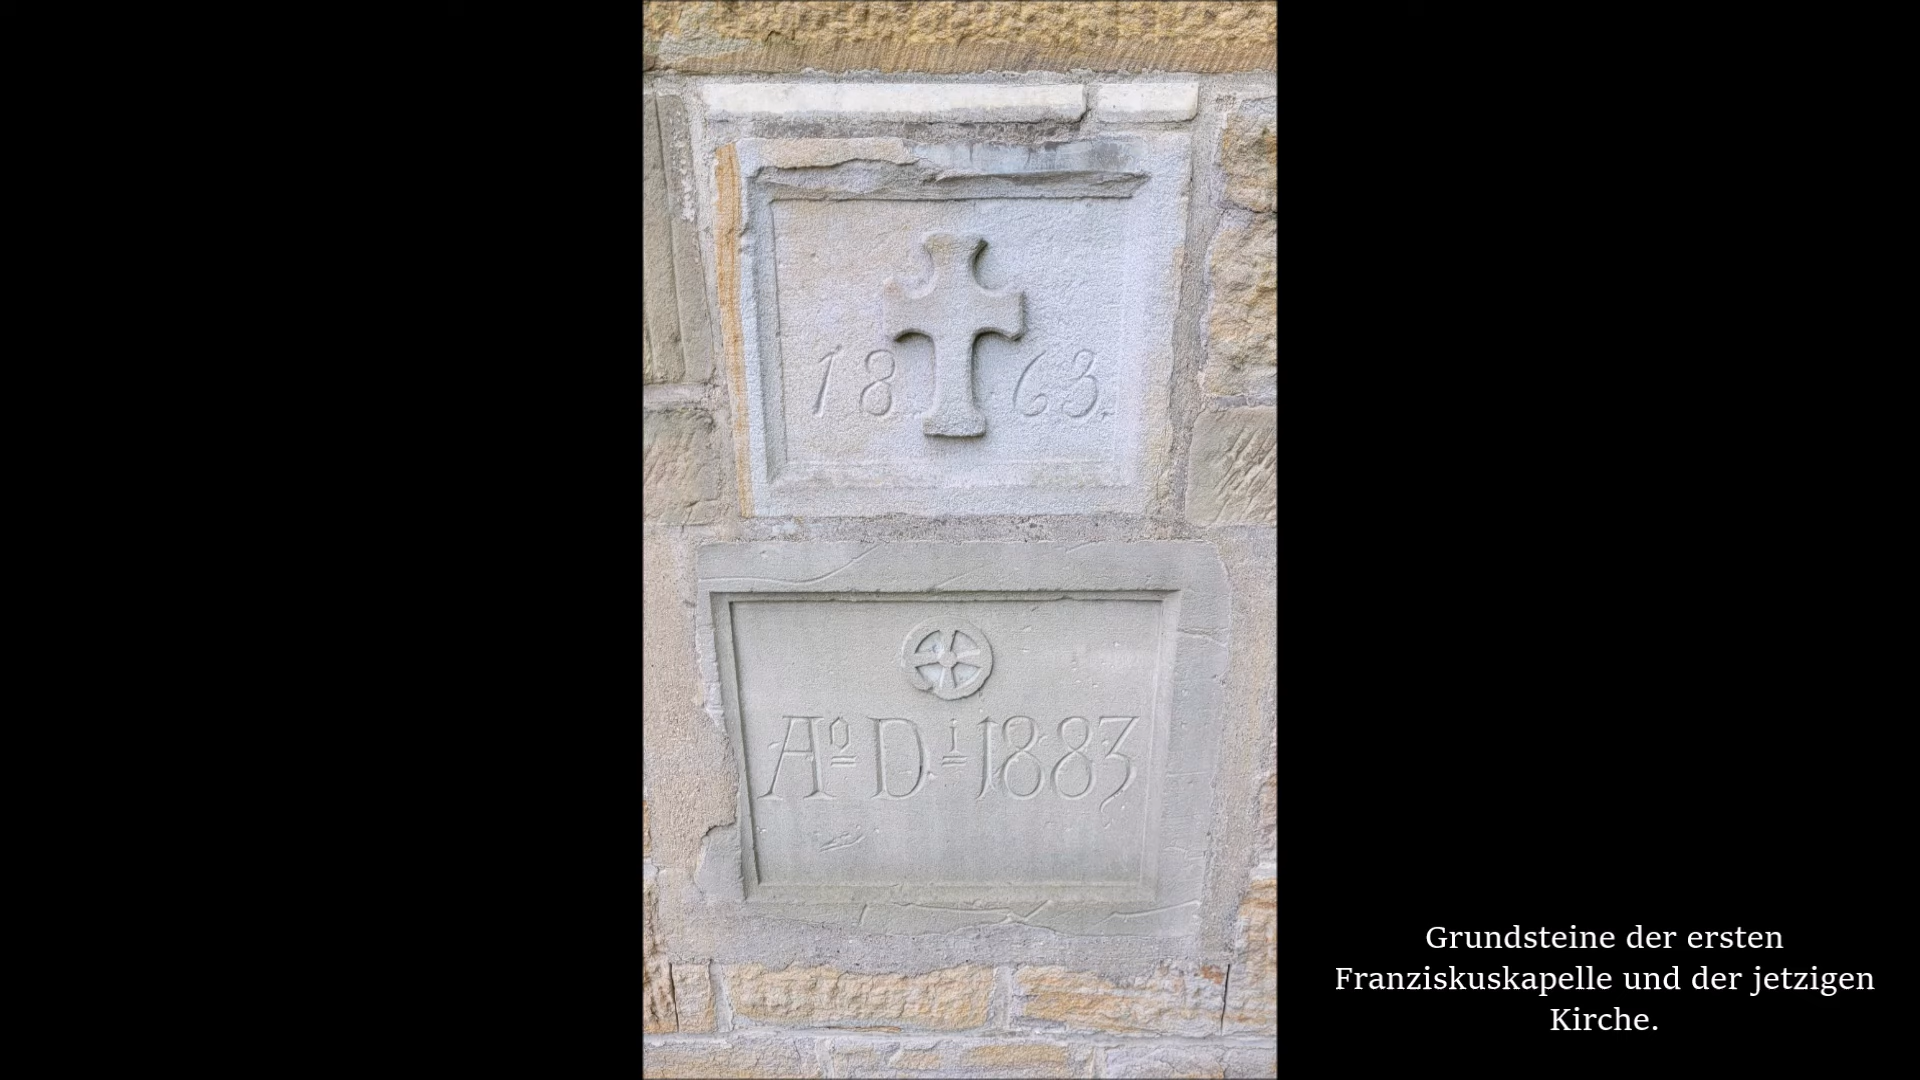 18 63.
Aº Dⁱ 1883
Grundsteine der ersten
Franziskuskapelle und der jetzigen
Kirche.